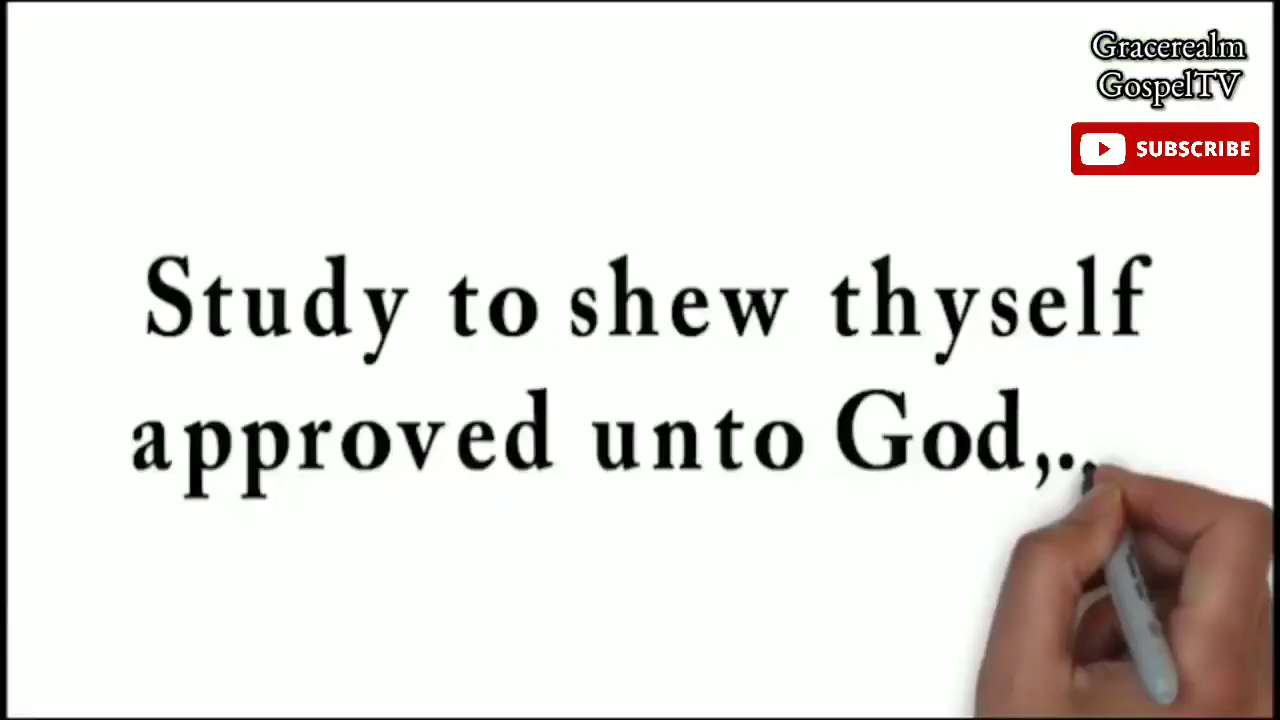 Gracerealm
GospelTV
SUBSCRIBE
Study to shew thyself
approved unto God,..